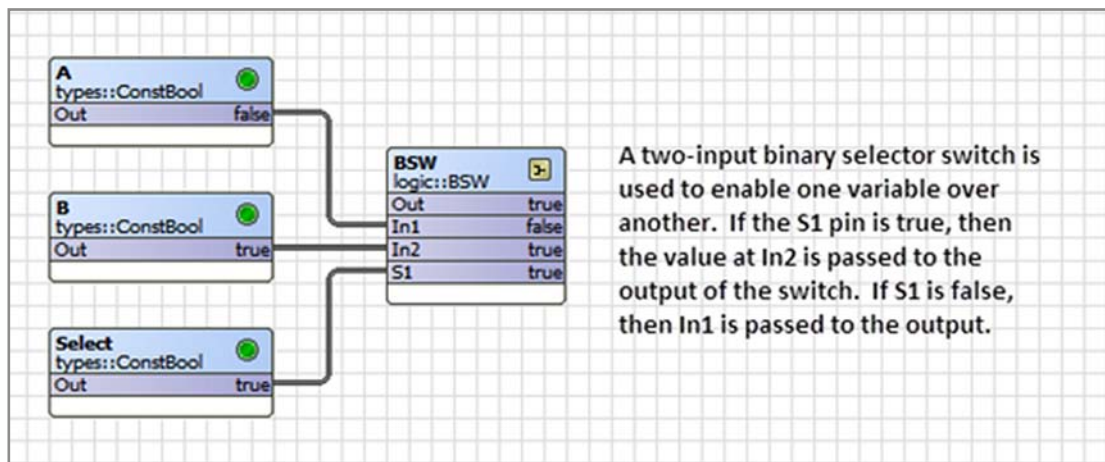 A
types::ConstBool
Out false
B
types::ConstBool
Out true
Select
types::ConstBool
Out true
BSW
logic::BSW
Out true
In1 false
In2 true
S1 true
A two-input binary selector switch is
used to enable one variable over
another. If the S1 pin is true, then
the value at In2 is passed to the
output of the switch. If S1 is false,
then In1 is passed to the output.